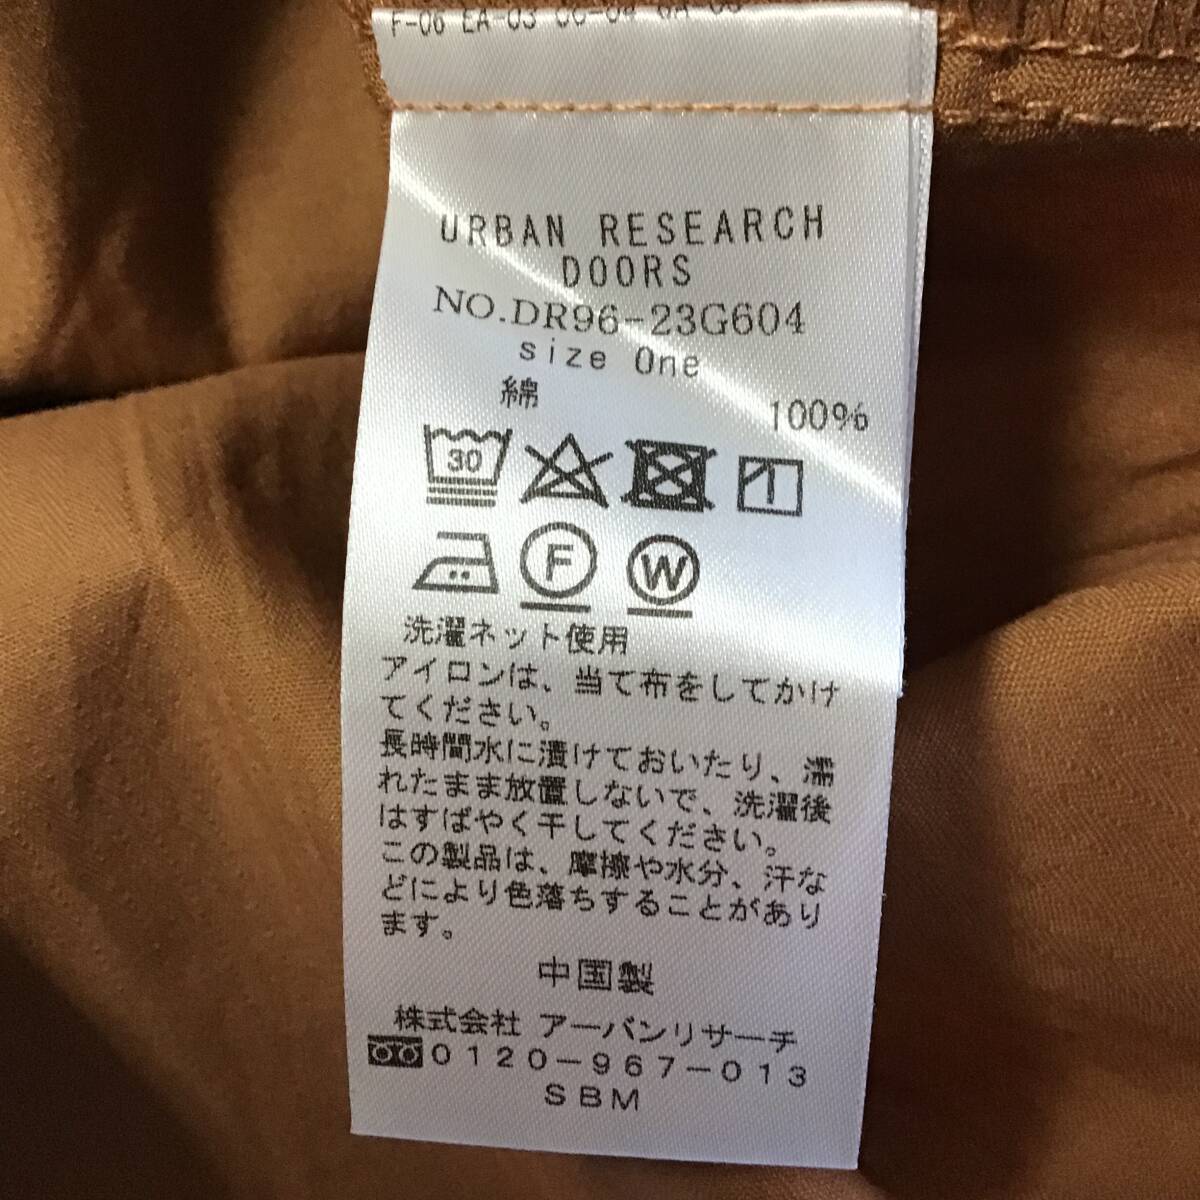 URBAN RESEARCH
DOORS
NO.DR96-23G604
size One
綿 100%
30
F W
洗濯ネット使用
アイロンは、当て布をしてかけ
てください。
長時間水に漬けておいたり、濡
れたまま放置しないで、洗濯後
はすばやく干してください。
この製品は、摩擦や水分、汗な
どにより色落ちすることがあり
ます。
中国製
株式会社 アーバンリサーチ
0120-967-013
SBM